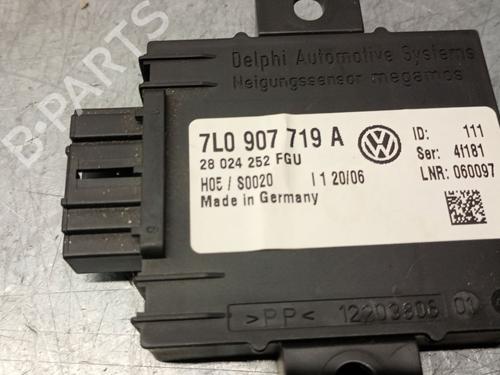 Delphi Automotive Systems
Neigungssensor megamos
7L0 907 719 A
28 024 252 FGU
H05 / S0020 I 1 20/06
Made in Germany
ID: 111
Ser: 4I181
LNR: 060097
>PP< 12203806 01
B-PARTS